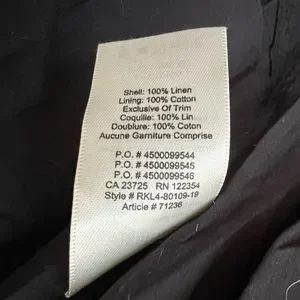 Shell: 100% Linen
Lining: 100% Cotton
Exclusive Of Trim
Coquille: 100% Lin
Doublure: 100% Coton
Aucune Garniture Comprise
P.O. # 4500099544
P.O. # 4500099545
P.O. # 4500099546
CA 23725 RN 122354
Style # RKL4-80109-19
Article # 71236